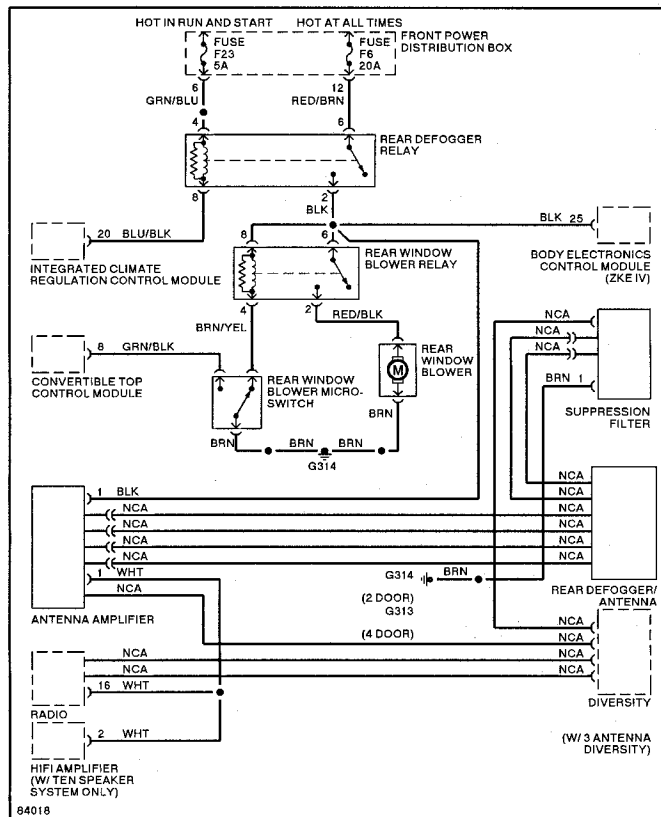 HOT IN RUN AND START
HOT AT ALL TIMES
FUSE
F23
5A
FUSE
F6
20A
FRONT POWER
DISTRIBUTION BOX
6
12
GRN/BLU
RED/BRN
4
6
REAR DEFOGGER
RELAY
8
2
BLK
20 BLU/BLK
BLK 25
INTEGRATED CLIMATE
REGULATION CONTROL MODULE
8
6
REAR WINDOW
BLOWER RELAY
BODY ELECTRONICS
CONTROL MODULE
(ZKE IV)
4
2
BRN/YEL
RED/BLK
8 GRN/BLK
CONVERTIBLE TOP
CONTROL MODULE
REAR WINDOW
BLOWER MICRO-
SWITCH
M
REAR
WINDOW
BLOWER
NCA
NCA
NCA
BRN 1
SUPPRESSION
FILTER
BRN
BRN
BRN
BRN
G314
1 BLK
NCA
NCA
NCA
NCA
1 WHT
NCA
ANTENNA AMPLIFIER
NCA
NCA
NCA
NCA
NCA
NCA
REAR DEFOGGER/
ANTENNA
G314
BRN
(2 DOOR)
G313
(4 DOOR)
NCA
NCA
NCA
NCA
DIVERSITY
(W/3 ANTENNA
DIVERSITY)
NCA
NCA
16 WHT
RADIO
2 WHT
HIFI AMPLIFIER
(W/ TEN SPEAKER
SYSTEM ONLY)
84018